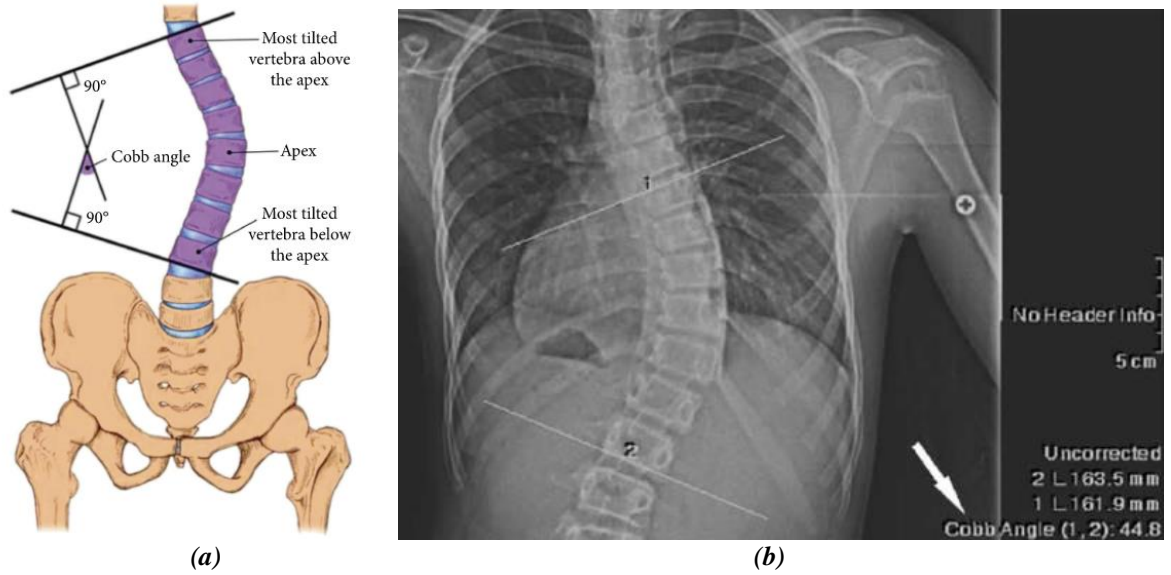 Most tilted
vertebra above
the apex
90°
Cobb angle
Apex
90°
Most tilted
vertebra below
the apex
(a)
1
2
No Header Info
5 cm
Uncorrected
2 ∟163.5 mm
1 ∟161.9 mm
Cobb Angle (1, 2): 44.8
(b)